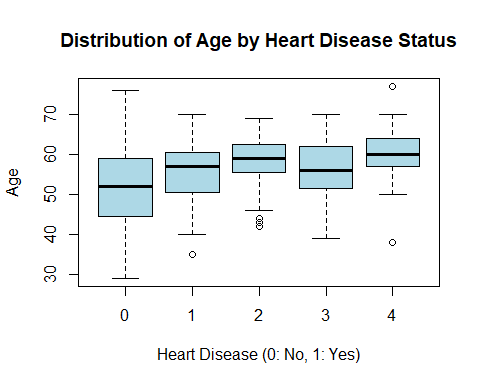 Distribution of Age by Heart Disease Status
Age
70
60
50
40
30
0 1 2 3 4
Heart Disease (0: No, 1: Yes)